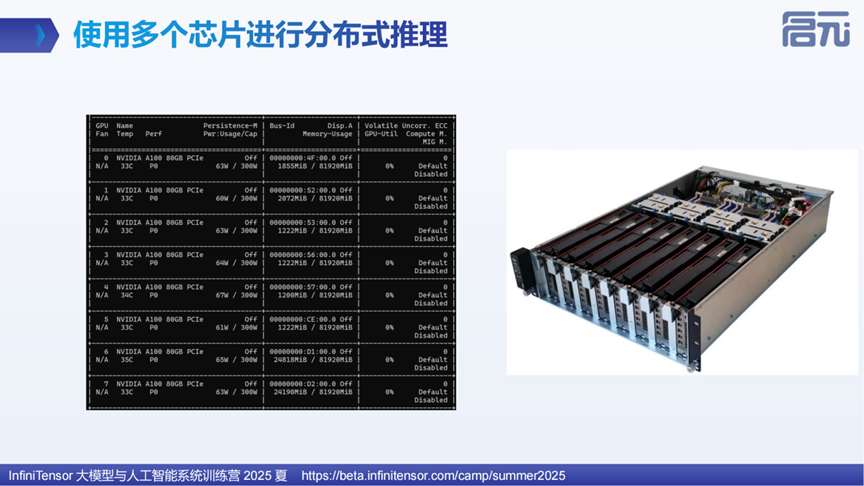 使用多个芯片进行分布式推理
启元
GPU Name Persistence-M | Bus-Id Disp.A | Volatile Uncorr. ECC
Fan Temp Perf Pwr:Usage/Cap | Memory-Usage | GPU-Util Compute M.
MIG M.
0 NVIDIA A100 80GB PCIe Off | 00000000:4F:00.0 Off | 0
N/A 33C P0 63W / 300W | 1855MiB / 81920MiB | 0% Default
Disabled
1 NVIDIA A100 80GB PCIe Off | 00000000:52:00.0 Off | 0
N/A 33C P0 60W / 300W | 2072MiB / 81920MiB | 0% Default
Disabled
2 NVIDIA A100 80GB PCIe Off | 00000000:53:00.0 Off | 0
N/A 33C P0 63W / 300W | 1222MiB / 81920MiB | 0% Default
Disabled
3 NVIDIA A100 80GB PCIe Off | 00000000:56:00.0 Off | 0
N/A 33C P0 64W / 300W | 1222MiB / 81920MiB | 0% Default
Disabled
4 NVIDIA A100 80GB PCIe Off | 00000000:57:00.0 Off | 0
N/A 34C P0 67W / 300W | 1200MiB / 81920MiB | 0% Default
Disabled
5 NVIDIA A100 80GB PCIe Off | 00000000:CE:00.0 Off | 0
N/A 33C P0 61W / 300W | 1222MiB / 81920MiB | 0% Default
Disabled
6 NVIDIA A100 80GB PCIe Off | 00000000:D1:00.0 Off | 0
N/A 35C P0 65W / 300W | 24818MiB / 81920MiB | 0% Default
Disabled
7 NVIDIA A100 80GB PCIe Off | 00000000:D2:00.0 Off | 0
N/A 33C P0 63W / 300W | 24190MiB / 81920MiB | 0% Default
Disabled
InfiniTensor 大模型与人工智能系统训练营 2025 夏 https://beta.infinitensor.com/camp/summer2025